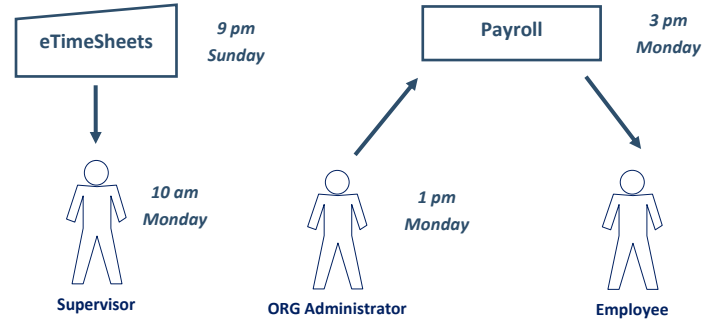 eTimeSheets
9 pm
Sunday
Payroll
3 pm
Monday
10 am
Monday
1 pm
Monday
Supervisor
ORG Administrator
Employee